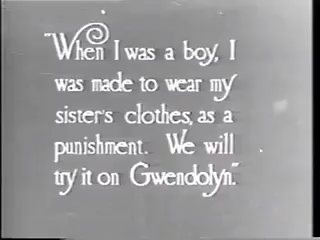 "When I was a boy, I
was made to wear my
sister's clothes, as a
punishment. We will
try it on Gwendolyn."